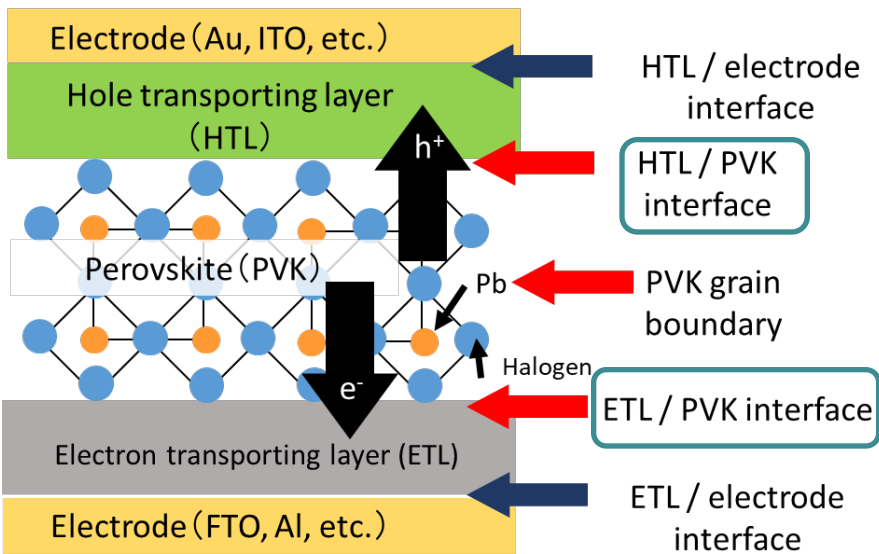 Electrode（Au, ITO, etc.）
Hole transporting layer
（HTL）
h+
HTL / electrode
interface
HTL / PVK
interface
Perovskite（PVK）
Pb
PVK grain
boundary
Halogen
e-
ETL / PVK interface
Electron transporting layer (ETL)
Electrode（FTO, Al, etc.）
ETL / electrode
interface